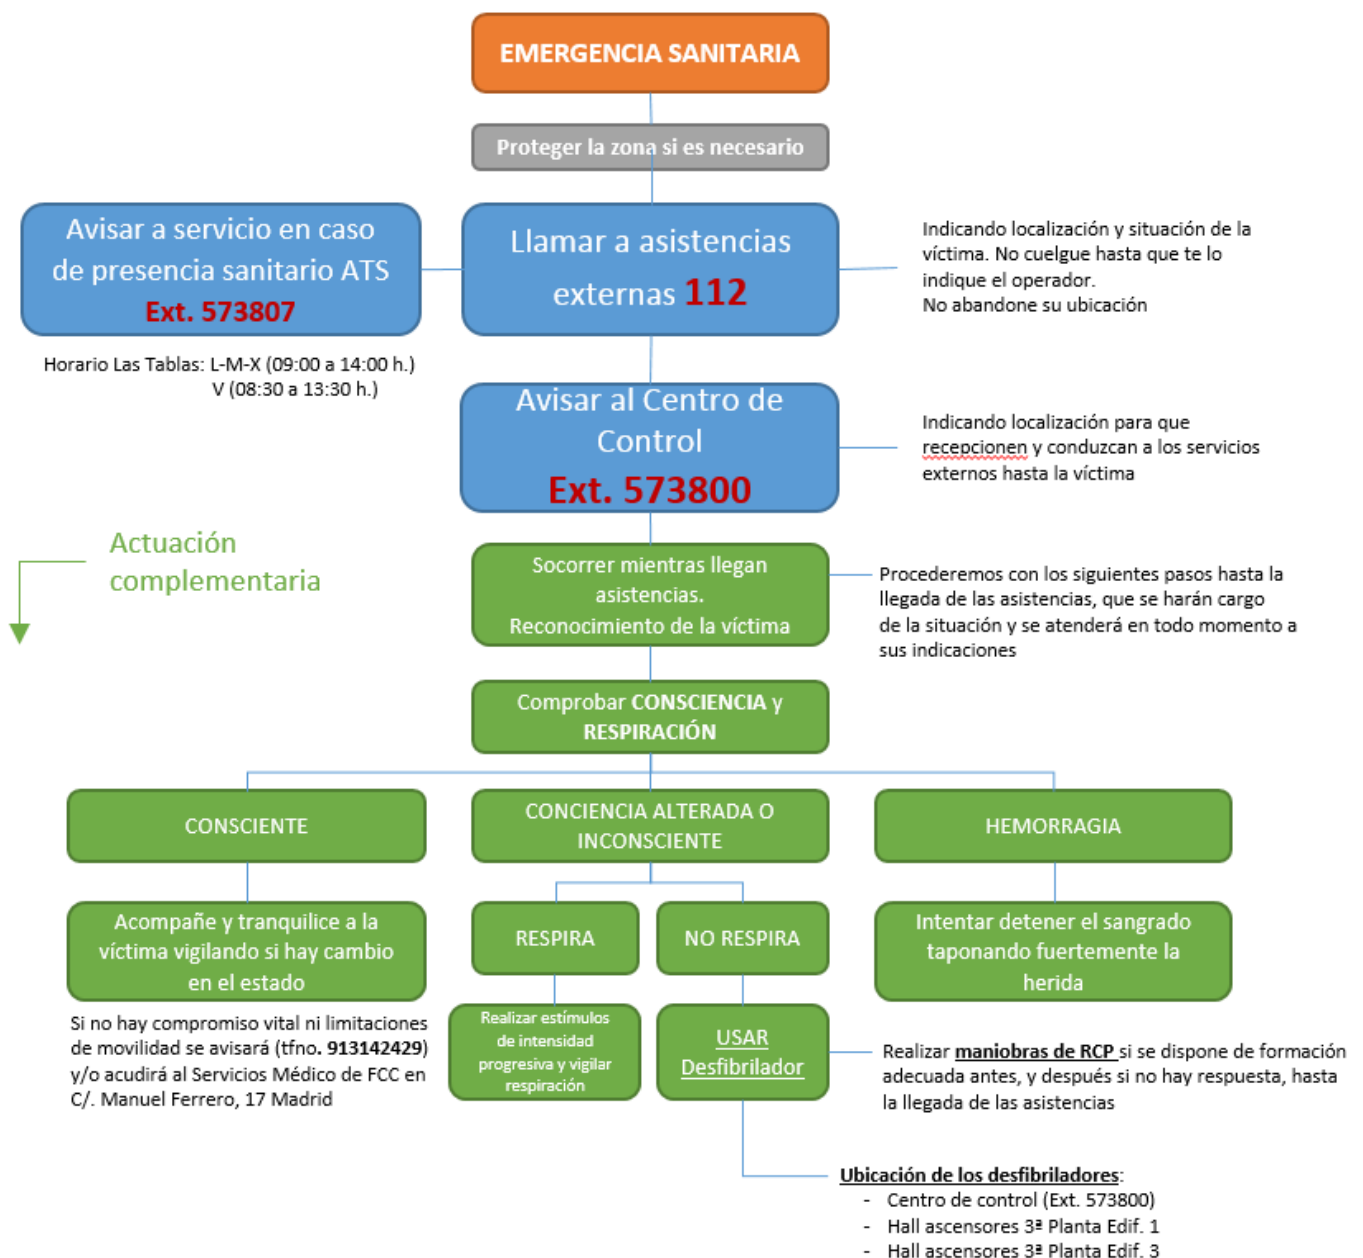 EMERGENCIA SANITARIA
Proteger la zona si es necesario
Avisar a servicio en caso
de presencia sanitario ATS
Ext. 573807
Horario Las Tablas: L-M-X (09:00 a 14:00 h.)
V (08:30 a 13:30 h.)
Llamar a asistencias
externas 112
Indicando localización y situación de la
víctima. No cuelgue hasta que te lo
indique el operador.
No abandone su ubicación
Avisar al Centro de
Control
Ext. 573800
Indicando localización para que
recepcionen y conduzcan a los servicios
externos hasta la víctima
Actuación
complementaria
Socorrer mientras llegan
asistencias.
Reconocimiento de la víctima
Procederemos con los siguientes pasos hasta la
llegada de las asistencias, que se harán cargo
de la situación y se atenderá en todo momento a
sus indicaciones
Comprobar CONSCIENCIA y
RESPIRACIÓN
CONSCIENTE
Acompañe y tranquilice a la
víctima vigilando si hay cambio
en el estado
Si no hay compromiso vital ni limitaciones
de movilidad se avisará (tfno. 913142429)
y/o acudirá al Servicios Médico de FCC en
C/. Manuel Ferrero, 17 Madrid
CONCIENCIA ALTERADA O
INCONSCIENTE
RESPIRA
Realizar estímulos
de intensidad
progresiva y vigilar
respiración
NO RESPIRA
USAR
Desfibrilador
HEMORRAGIA
Intentar detener el sangrado
taponando fuertemente la
herida
Realizar maniobras de RCP si se dispone de formación
adecuada antes, y después si no hay respuesta, hasta
la llegada de las asistencias
Ubicación de los desfibriladores:
- Centro de control (Ext. 573800)
- Hall ascensores 3ª Planta Edif. 1
- Hall ascensores 3ª Planta Edif. 3